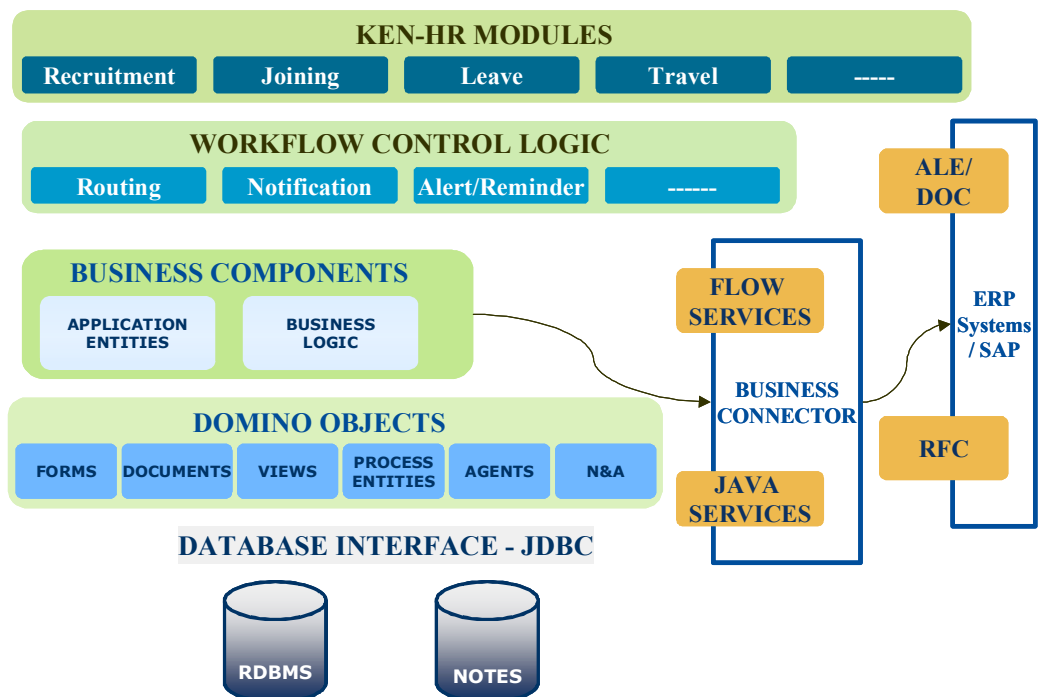 KEN-HR MODULES
Recruitment
Joining
Leave
Travel
-----
WORKFLOW CONTROL LOGIC
Routing
Notification
Alert/Reminder
------
BUSINESS COMPONENTS
APPLICATION
ENTITIES
BUSINESS
LOGIC
DOMINO OBJECTS
FORMS
DOCUMENTS
VIEWS
PROCESS
ENTITIES
AGENTS
N&A
DATABASE INTERFACE - JDBC
RDBMS
NOTES
FLOW
SERVICES
BUSINESS
CONNECTOR
JAVA
SERVICES
ALE/
DOC
ERP
Systems
/ SAP
RFC